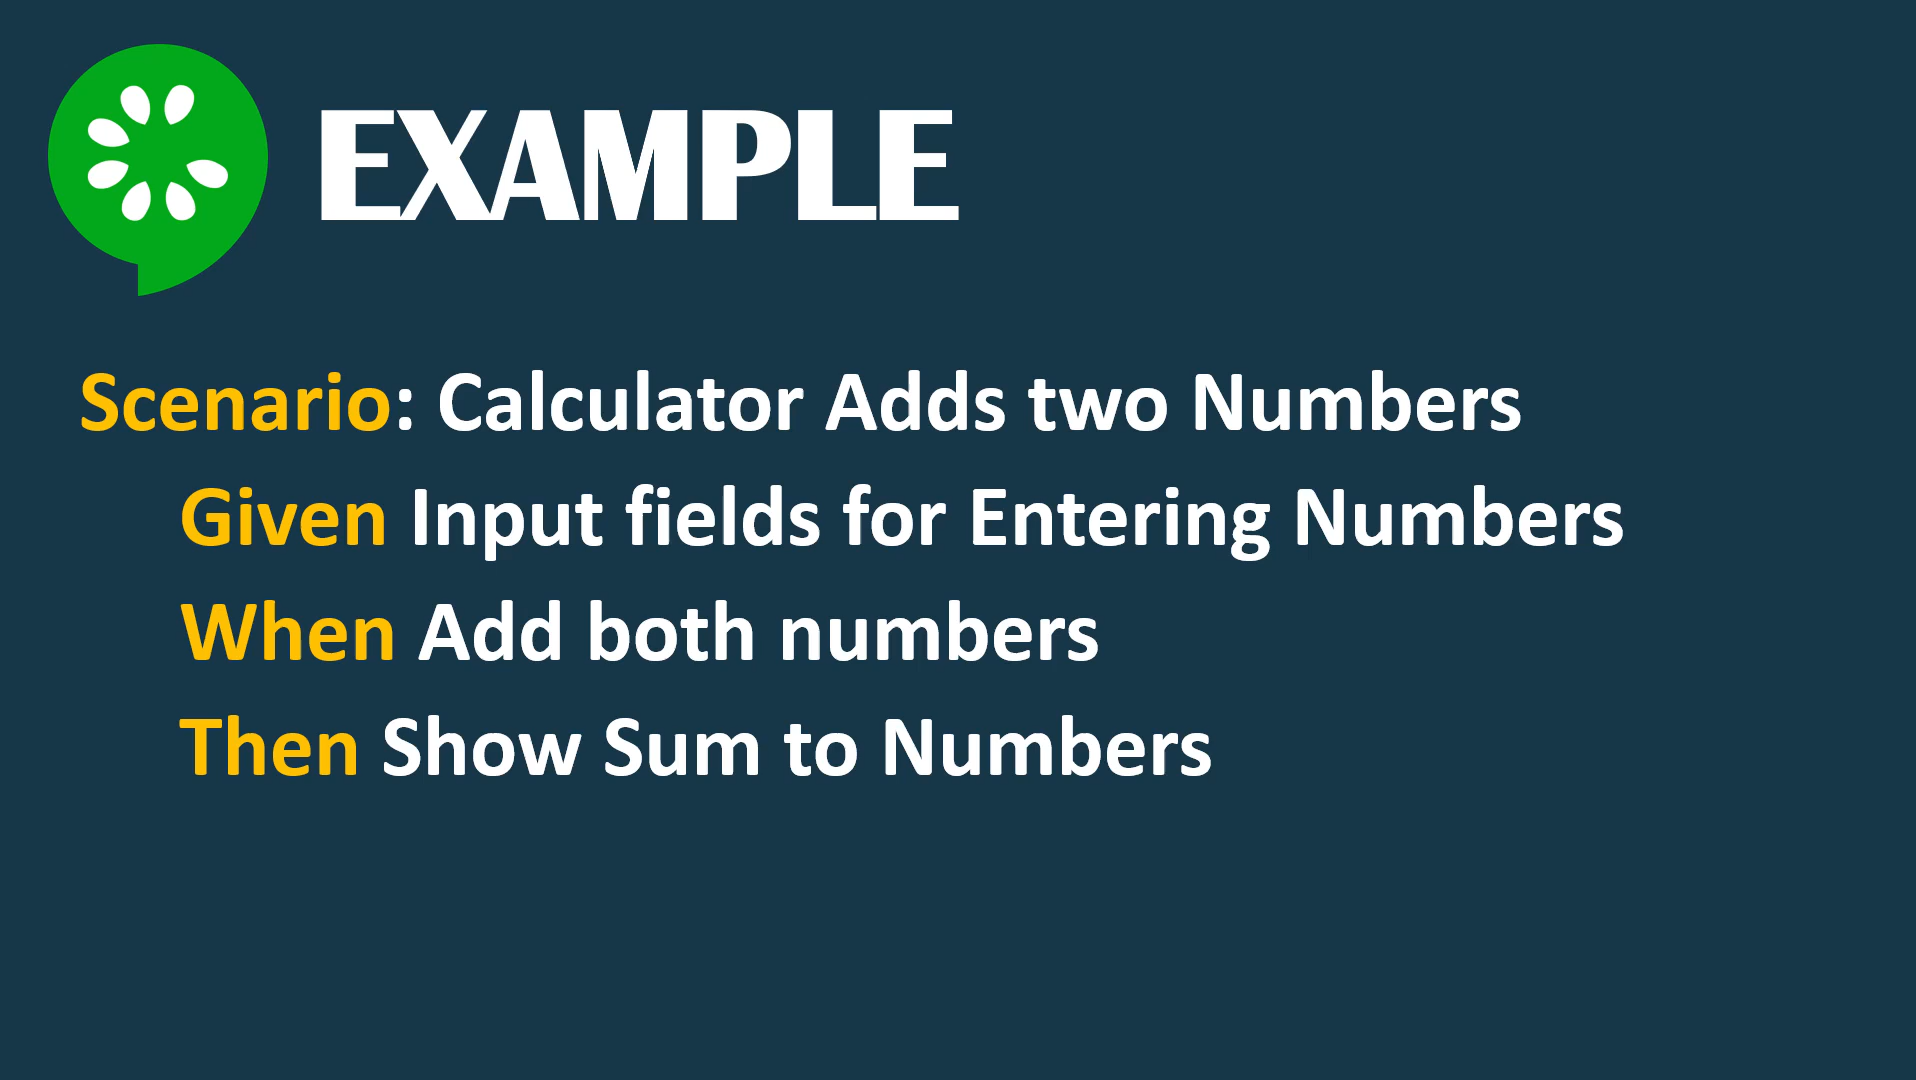 EXAMPLE
Scenario: Calculator Adds two Numbers
Given Input fields for Entering Numbers
When Add both numbers
Then Show Sum to Numbers